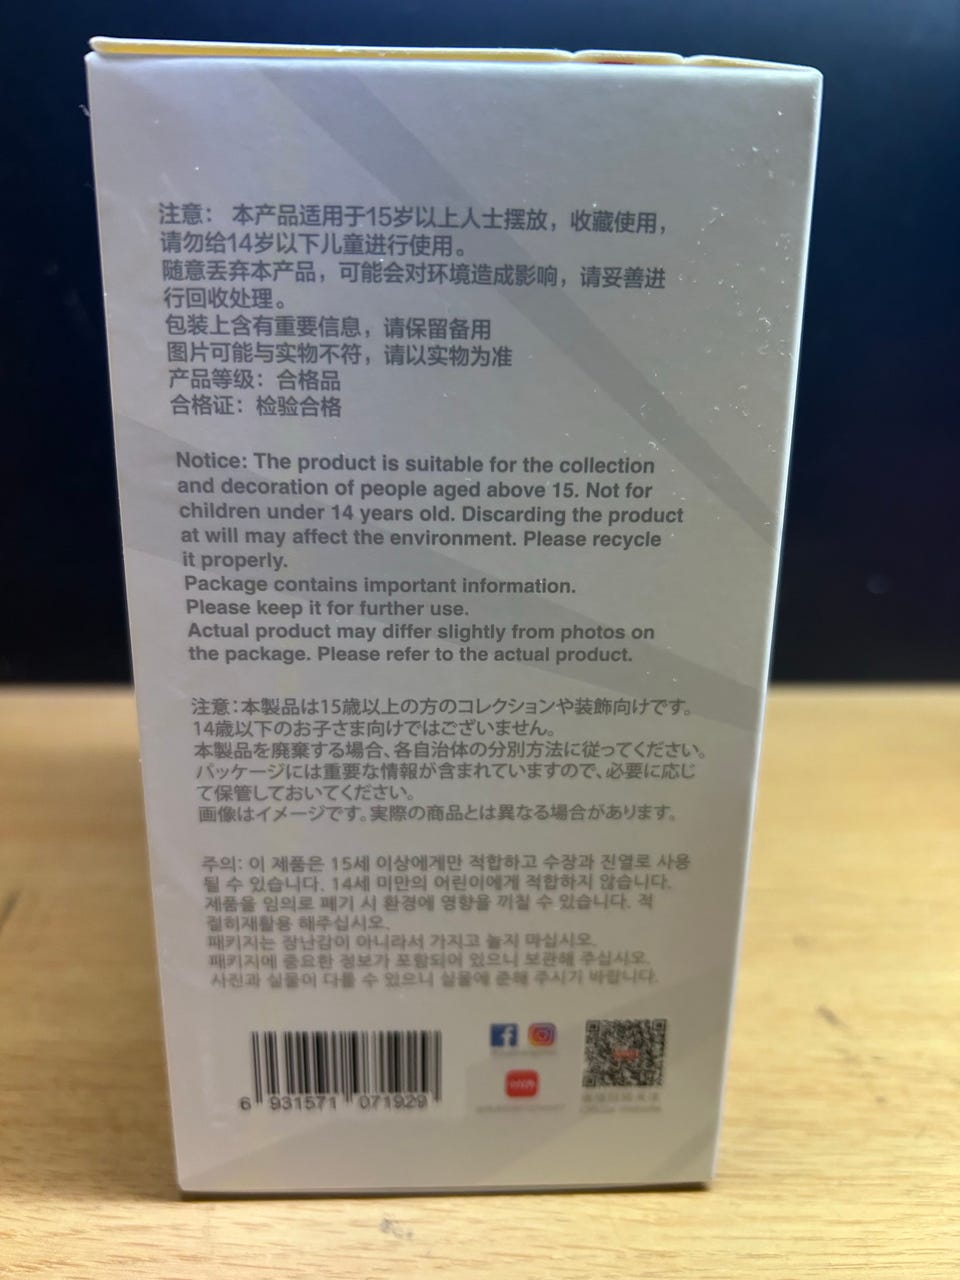 注意： 本产品适用于15岁以上人士摆放，收藏使用，
请勿给14岁以下儿童进行使用。
随意丢弃本产品，可能会对环境造成影响，请妥善进
行回收处理。
包装上含有重要信息，请保留备用
图片可能与实物不符，请以实物为准
产品等级：合格品
合格证：检验合格
Notice: The product is suitable for the collection
and decoration of people aged above 15. Not for
children under 14 years old. Discarding the product
at will may affect the environment. Please recycle
it properly.
Package contains important information.
Please keep it for further use.
Actual product may differ slightly from photos on
the package. Please refer to the actual product.
注意：本製品は15歳以上の方のコレクションや装飾向けです。
14歳以下のお子さま向けではございません。
本製品を廃棄する場合、各自治体の分別方法に従ってください。
パッケージには重要な情報が含まれていますので、必要に応じ
て保管しておいてください。
画像はイメージです。実際の商品とは異なる場合があります。
주의: 이 제품은 15세 이상에게만 적합하고 수장과 진열로 사용
될 수 있습니다. 14세 미만의 어린이에게 적합하지 않습니다.
제품을 임의로 폐기 시 환경에 영향을 끼칠 수 있습니다. 적
절히재활용 해주십시오.
패키지는 장난감이 아니라서 가지고 놀지 마십시오.
패키지에 중요한 정보가 포함되어 있으니 보관해 주십시오.
사진과 실물이 다를 수 있으니 실물에 준해 주시기 바랍니다.
6 931571 071929
Official Website